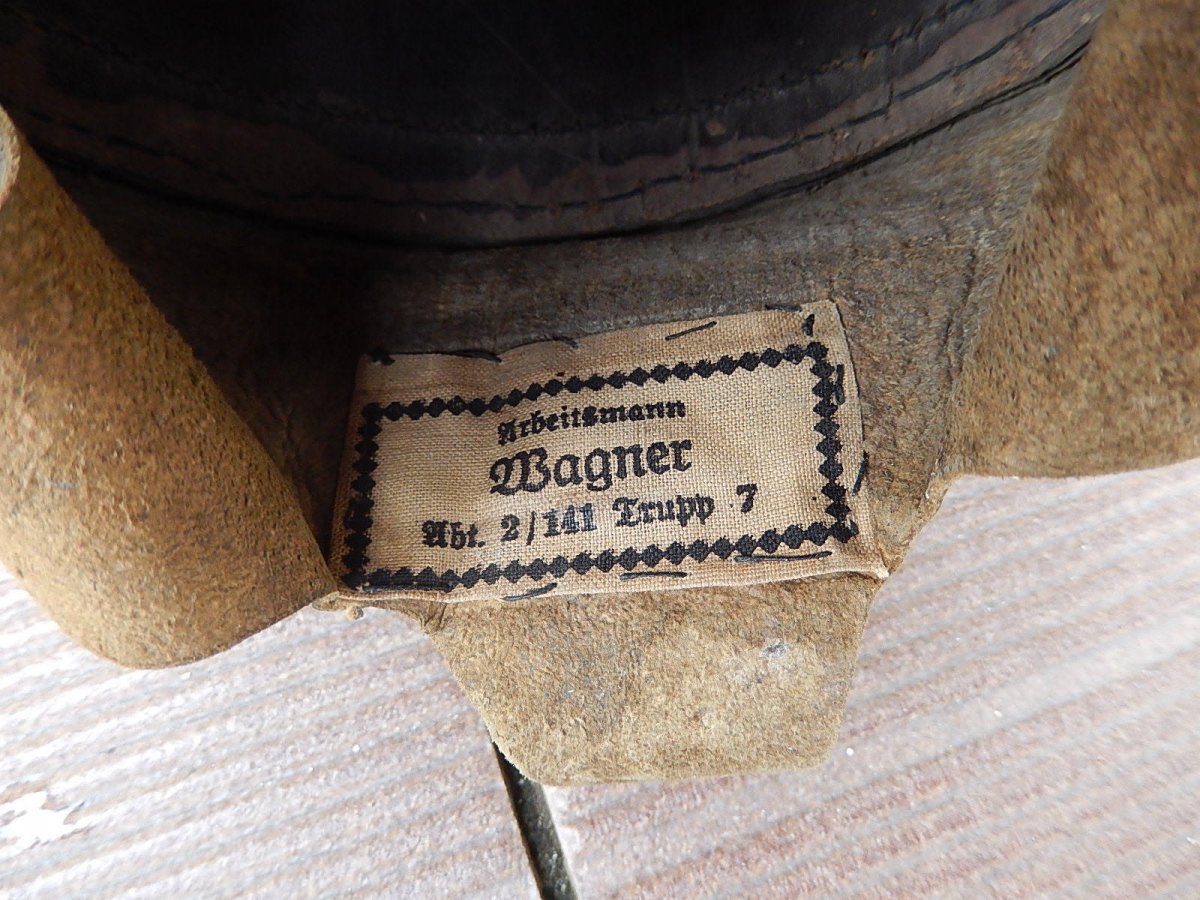 Arbeitsmann
Wagner
Abt. 2/141 Trupp 7